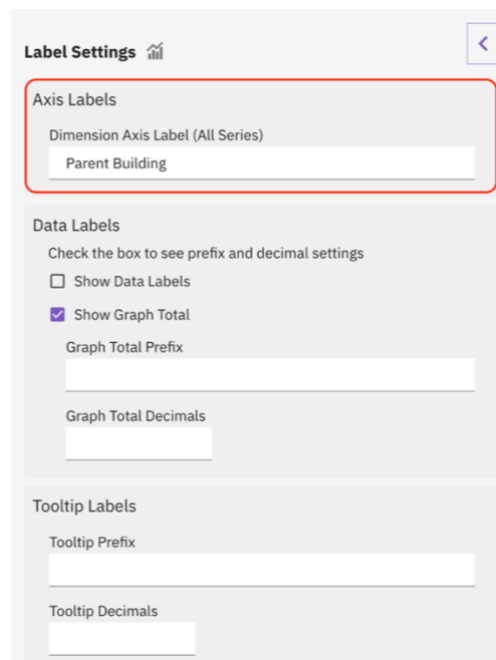 Label Settings
Axis Labels
Dimension Axis Label (All Series)
Parent Building
Data Labels
Check the box to see prefix and decimal settings
Show Data Labels
Show Graph Total
Graph Total Prefix
Graph Total Decimals
Tooltip Labels
Tooltip Prefix
Tooltip Decimals